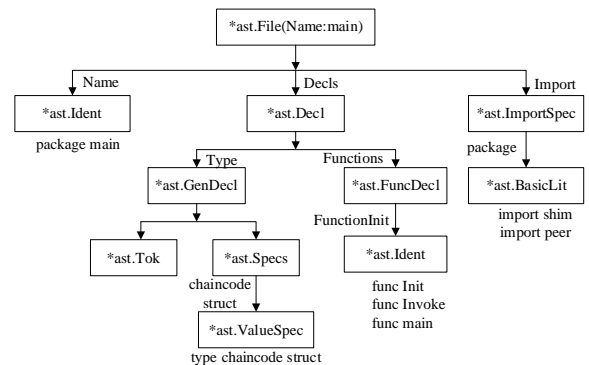 *ast.File(Name:main)
Name
Decls
Import
*ast.Ident
*ast.Decl
*ast.ImportSpec
package main
package
Type
Functions
*ast.GenDecl
*ast.FuncDecl
*ast.BasicLit
import shim
import peer
FunctionInit
*ast.Tok
*ast.Specs
*ast.Ident
chaincode
struct
func Init
func Invoke
func main
*ast.ValueSpec
type chaincode struct